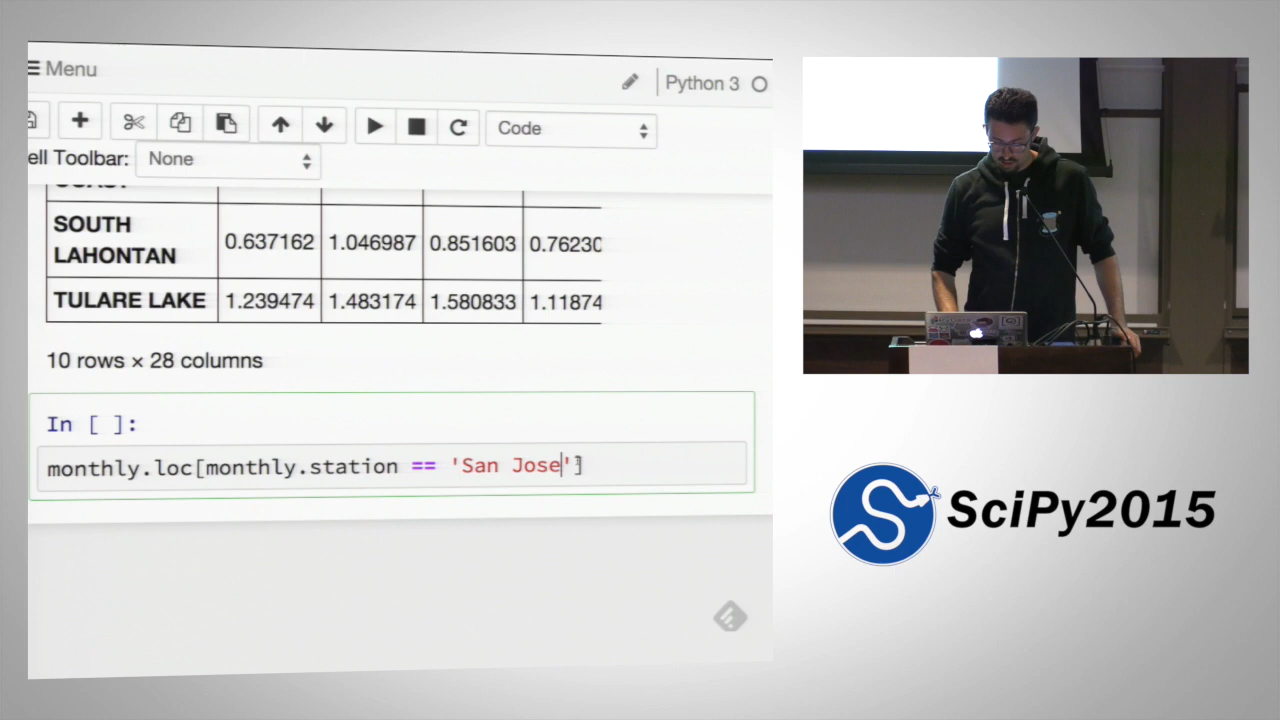 Menu
Python 3
Code
ell Toolbar: None
COAST
SOUTH LAHONTAN 0.637162 1.046987 0.851603 0.76230
TULARE LAKE 1.239474 1.483174 1.580833 1.11874
10 rows × 28 columns
In [ ]:
monthly.loc[monthly.station == 'San Jose']
SciPy2015